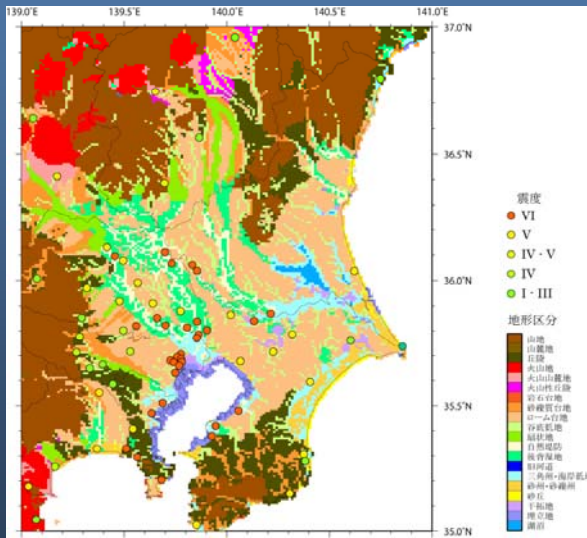 139.0˚E 139.5˚E 140.0˚E 140.5˚E 141.0˚E
37.0˚N
36.5˚N
36.0˚N
35.5˚N
35.0˚N
震度
VI
V
IV・V
IV
I・III
地形区分
山地
山麓地
丘陵
火山地
火山山麓地
火山性丘陵
岩石台地
砂礫質台地
ローム台地
谷底低地
扇状地
自然堤防
後背湿地
旧河道
三角州・海岸低地
砂州・砂礫州
砂丘
干拓地
埋立地
湖沼